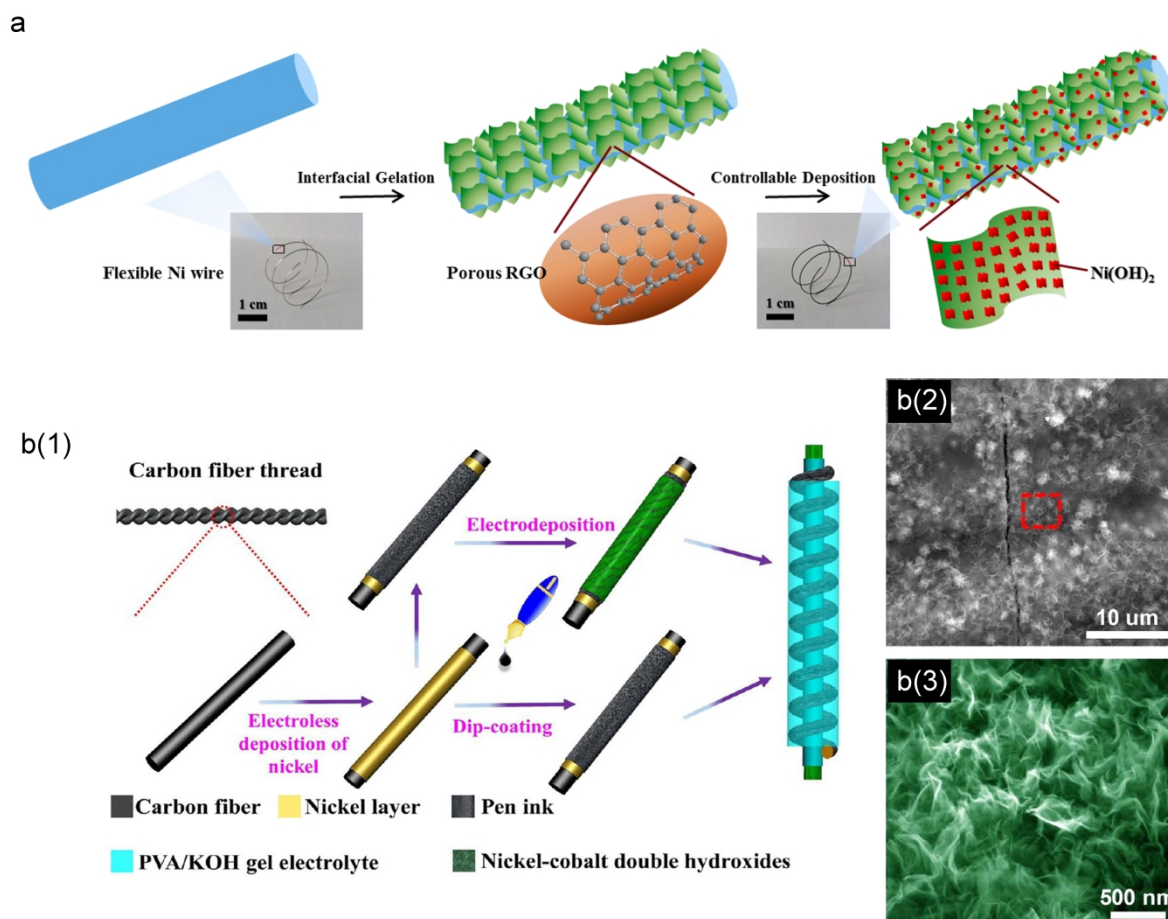 a
Interfacial Gelation
Controllable Deposition
Flexible Ni wire
1 cm
Porous RGO
1 cm
Ni(OH)₂
b(1)
Carbon fiber thread
Electrodeposition
Electroless
deposition of
nickel
Dip-coating
Carbon fiber
Nickel layer
Pen ink
PVA/KOH gel electrolyte
Nickel-cobalt double hydroxides
b(2)
10 um
b(3)
500 nm